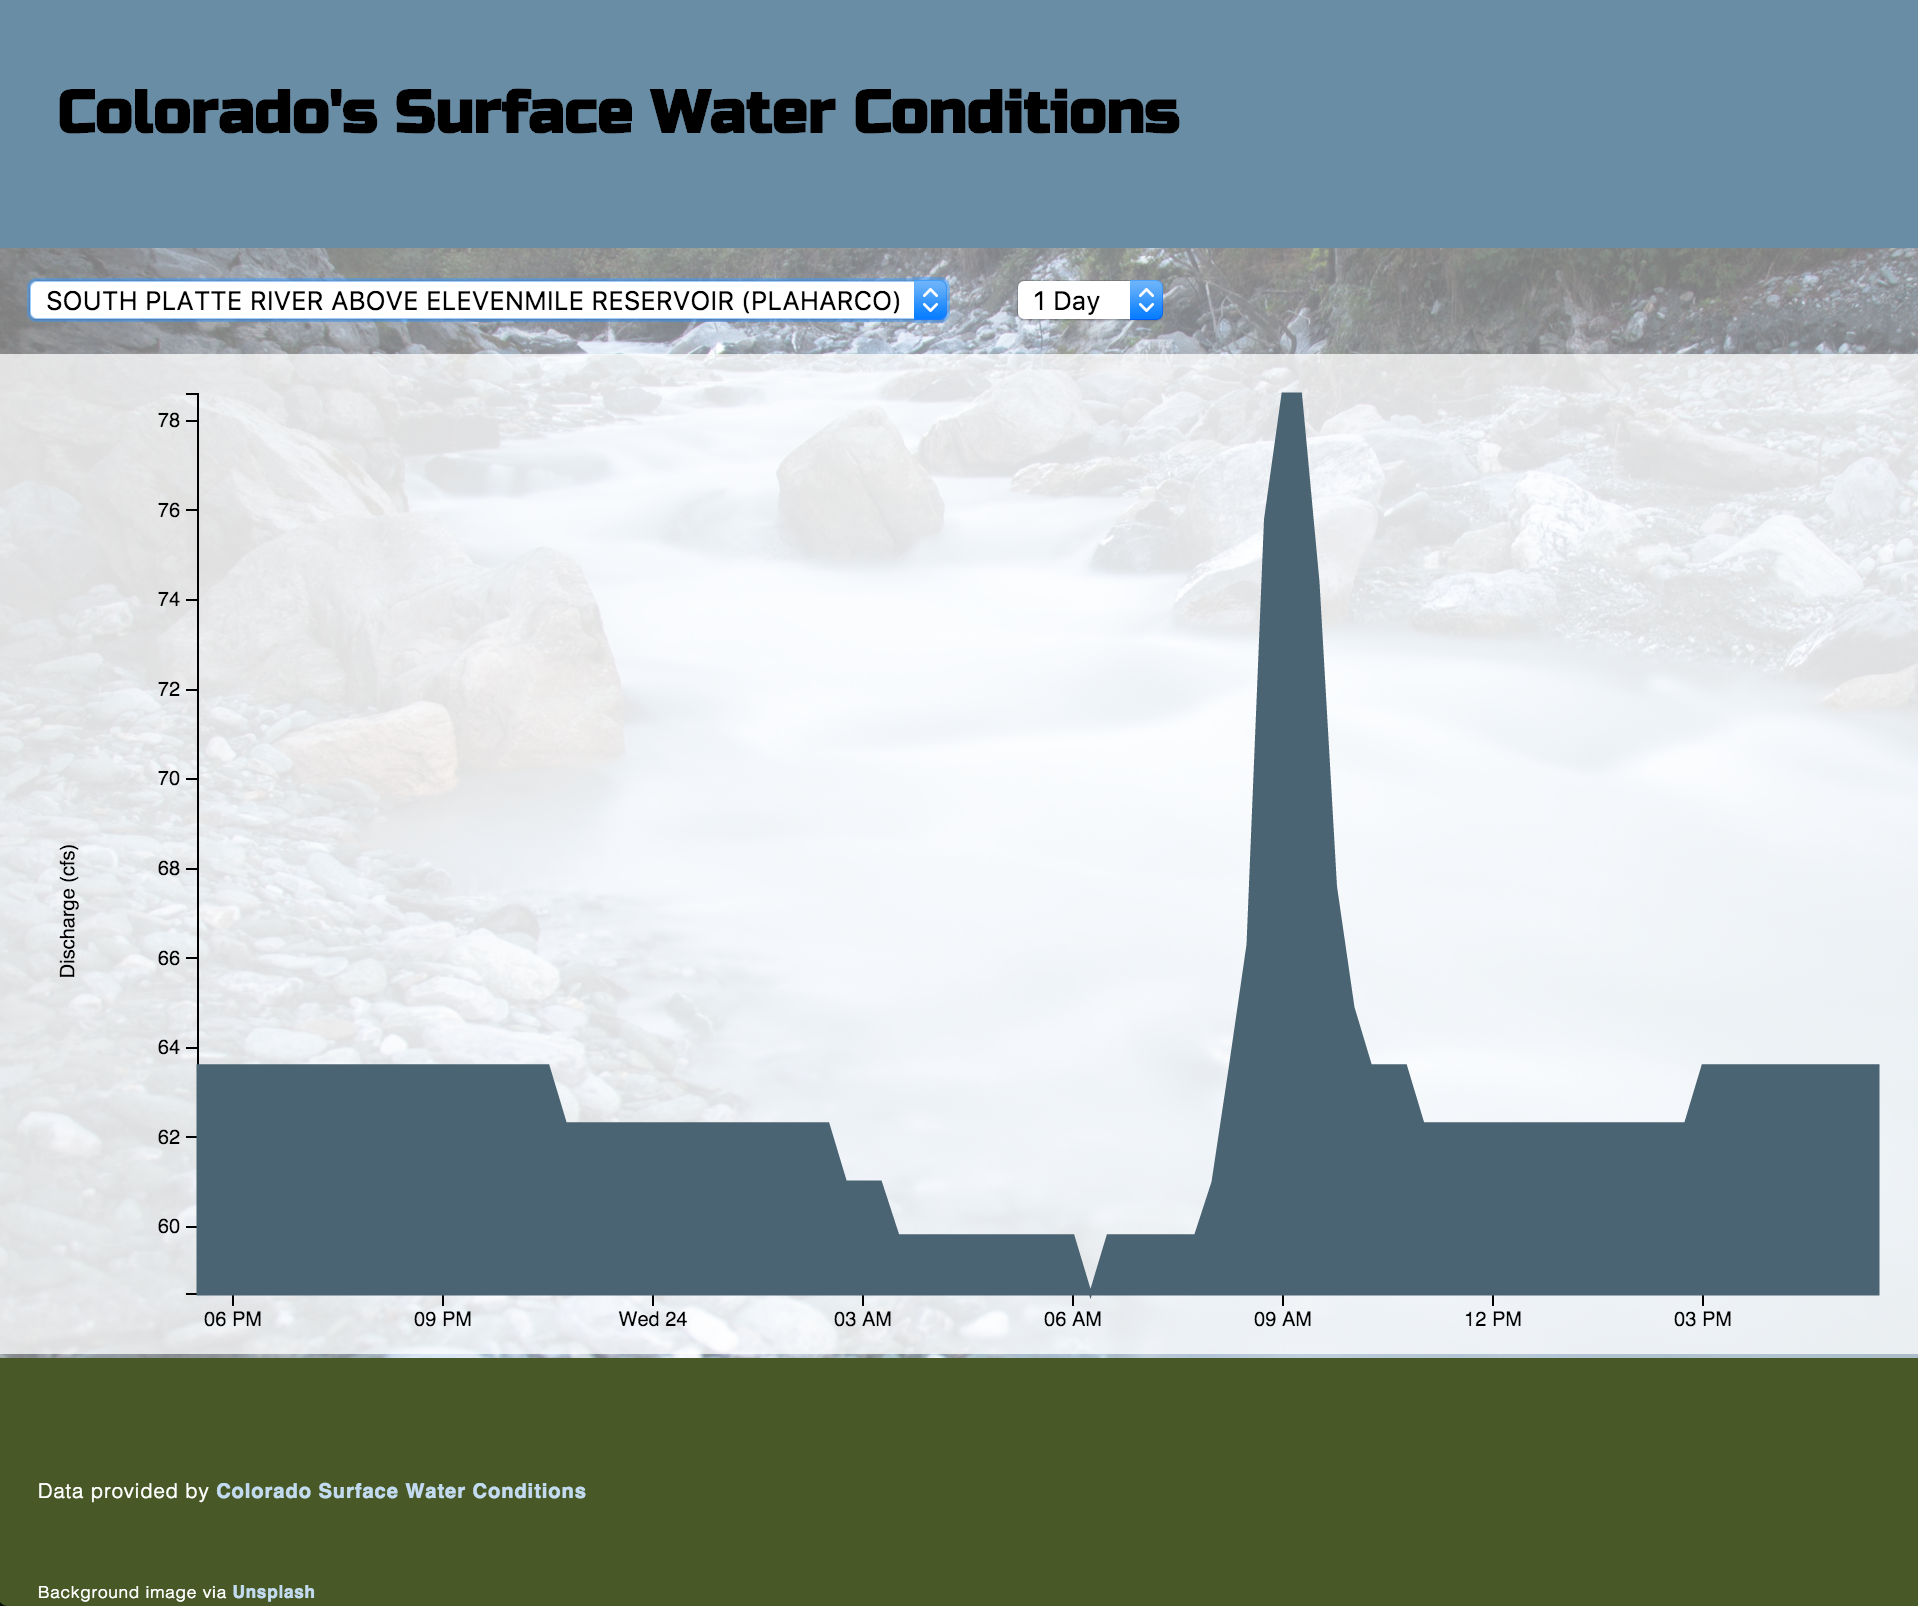 Colorado's Surface Water Conditions
SOUTH PLATTE RIVER ABOVE ELEVENMILE RESERVOIR (PLAHARCO)
1 Day
78
76
74
72
70
68
66
64
62
60
Discharge (cfs)
06 PM 09 PM Wed 24 03 AM 06 AM 09 AM 12 PM 03 PM
Data provided by Colorado Surface Water Conditions
Background image via Unsplash